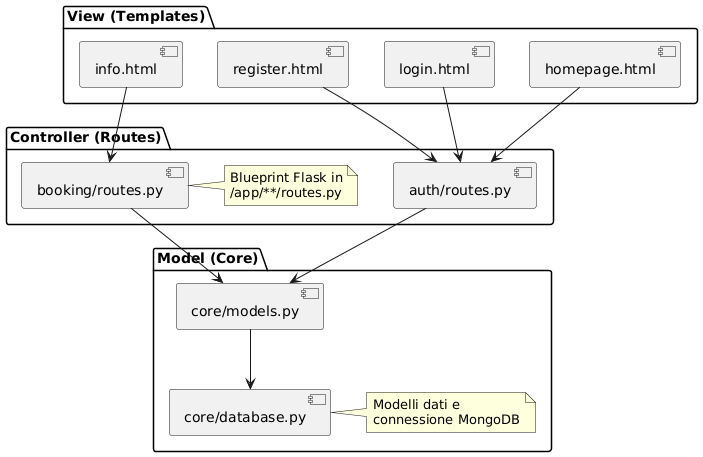 View (Templates)
info.html
register.html
login.html
homepage.html
Controller (Routes)
booking/routes.py
Blueprint Flask in
/app/**/routes.py
auth/routes.py
Model (Core)
core/models.py
core/database.py
Modelli dati e
connessione MongoDB